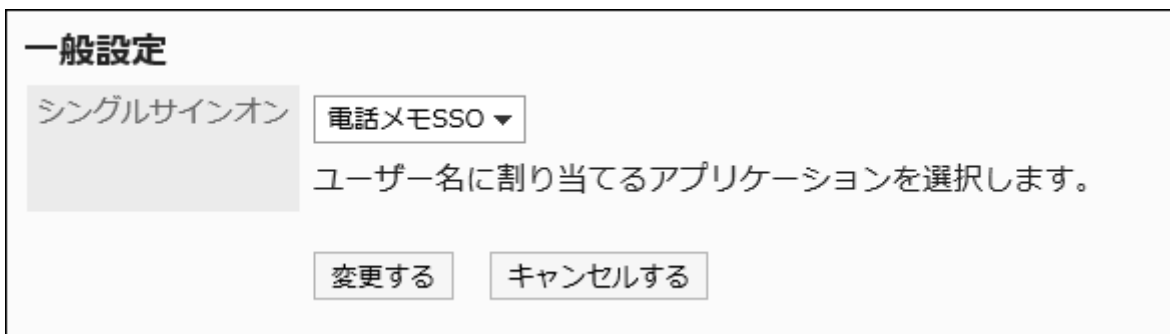 一般設定
シングルサインオン
電話メモSSO
ユーザー名に割り当てるアプリケーションを選択します。
変更する
キャンセルする